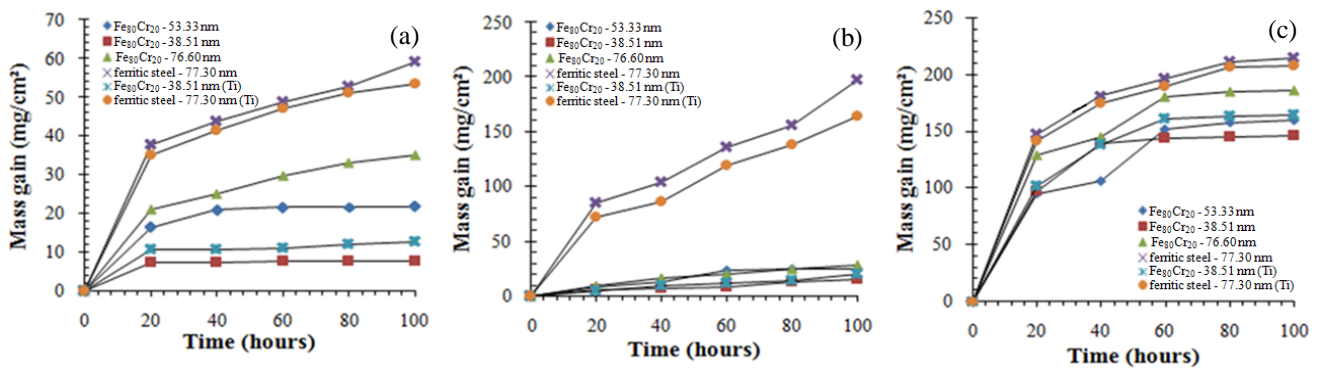 (a)
Fe80Cr20 - 53.33 nm
Fe80Cr20 - 38.51 nm
Fe80Cr20 - 76.60 nm
ferritic steel - 77.30 nm
Fe80Cr20 - 38.51 nm (Ti)
ferritic steel - 77.30 nm (Ti)
Mass gain (mg/cm²)
70
60
50
40
30
20
10
0
0 20 40 60 80 100
Time (hours)
(b)
Fe80Cr20 - 53.33 nm
Fe80Cr20 - 38.51 nm
Fe80Cr20 - 76.60 nm
ferritic steel - 77.30 nm
Fe80Cr20 - 38.51 nm (Ti)
ferritic steel - 77.30 nm (Ti)
Mass gain (mg/cm²)
250
200
150
100
50
0
0 20 40 60 80 100
Time (hours)
(c)
Mass gain (mg/cm²)
250
200
150
100
50
0
Fe80Cr20 - 53.33 nm
Fe80Cr20 - 38.51 nm
Fe80Cr20 - 76.60 nm
ferritic steel - 77.30 nm
Fe80Cr20 - 38.51 nm (Ti)
ferritic steel - 77.30 nm (Ti)
0 20 40 60 80 100
Time (hours)